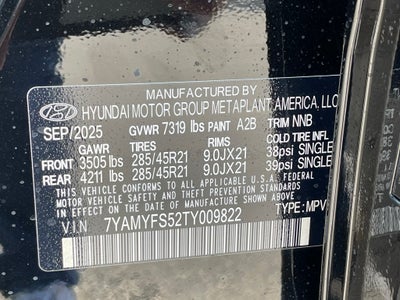 MANUFACTURED BY
HYUNDAI MOTOR GROUP METAPLANT AMERICA, LLC
SEP/2025 GVWR 7319 lbs PAINT A2B TRIM NNB
GAWR TIRES RIMS COLD TIRE INFL
FRONT 3505 lbs 285/45R21 9.0JX21 38psi SINGLE
REAR 4211 lbs 285/45R21 9.0JX21 39psi SINGLE
THIS VEHICLE CONFORMS TO ALL APPLICABLE U.S. FEDERAL
MOTOR VEHICLE SAFETY AND THEFT PREVENTION STANDARDS
IN EFFECT ON THE DATE OF MANUFACTURE SHOWN ABOVE.
VIN 7YAMYFS52TY009822 TYPE:MPV